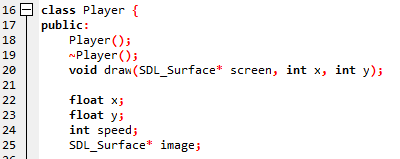 16 class Player {
17 public:
18 Player();
19 ~Player();
20 void draw(SDL_Surface* screen, int x, int y);
21
22 float x;
23 float y;
24 int speed;
25 SDL_Surface* image;